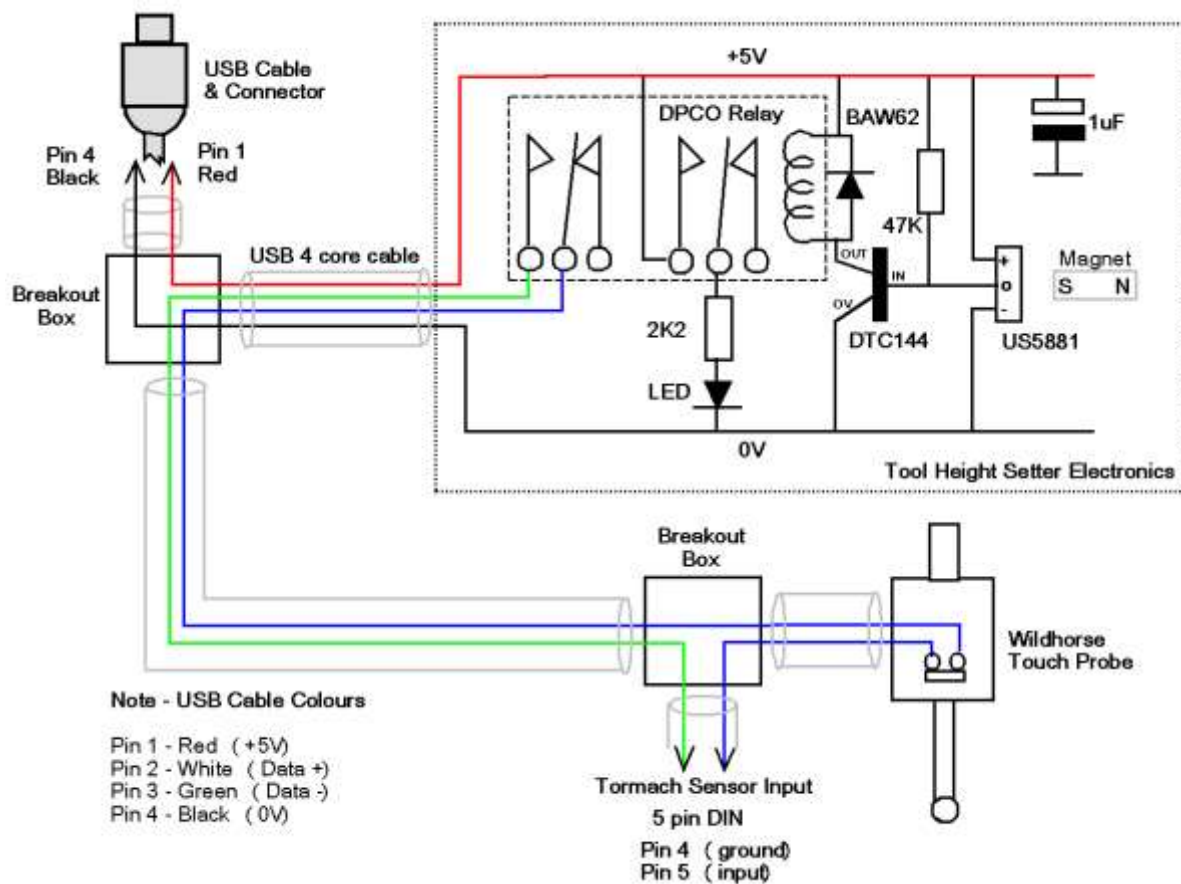 USB Cable
& Connector
Pin 4
Black
Pin 1
Red
Breakout
Box
USB 4 core cable
+5V
DPCO Relay
BAW62
1uF
47K
OUT
IN
OV
DTC144
2K2
LED
+
O
-
US5881
Magnet
S N
0V
Tool Height Setter Electronics
Breakout
Box
Wildhorse
Touch Probe
Note - USB Cable Colours
Pin 1 - Red ( +5V)
Pin 2 - White ( Data +)
Pin 3 - Green ( Data -)
Pin 4 - Black ( 0V)
Tormach Sensor Input
5 pin DIN
Pin 4 ( ground)
Pin 5 ( input)